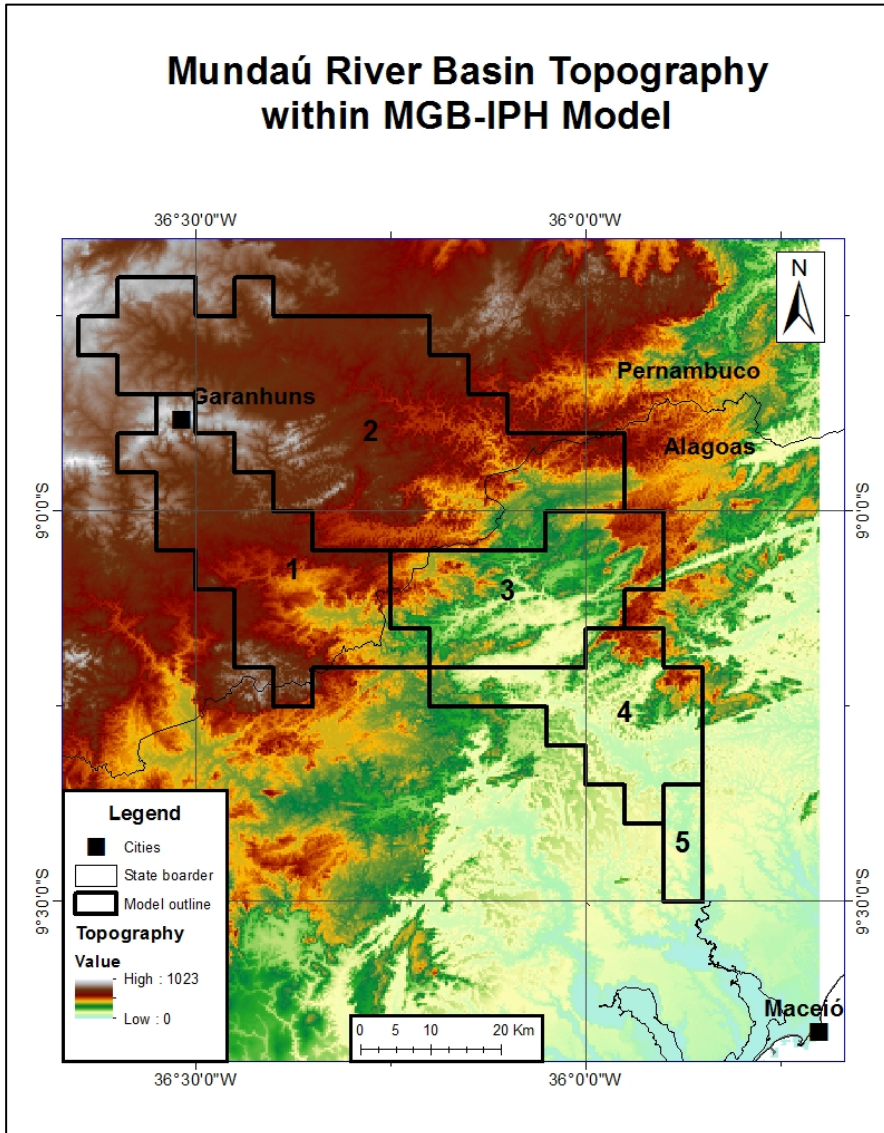 Mundaú River Basin Topography
within MGB-IPH Model
36°30'0"W
36°0'0"W
N
Pernambuco
Garanhuns
2
Alagoas
9°0'0"S
9°0'0"S
1
3
4
Legend
Cities
State boarder
Model outline
Topography
Value
High : 1023
Low : 0
5
9°30'0"S
9°30'0"S
Maceió
0 5 10 20 Km
36°30'0"W
36°0'0"W